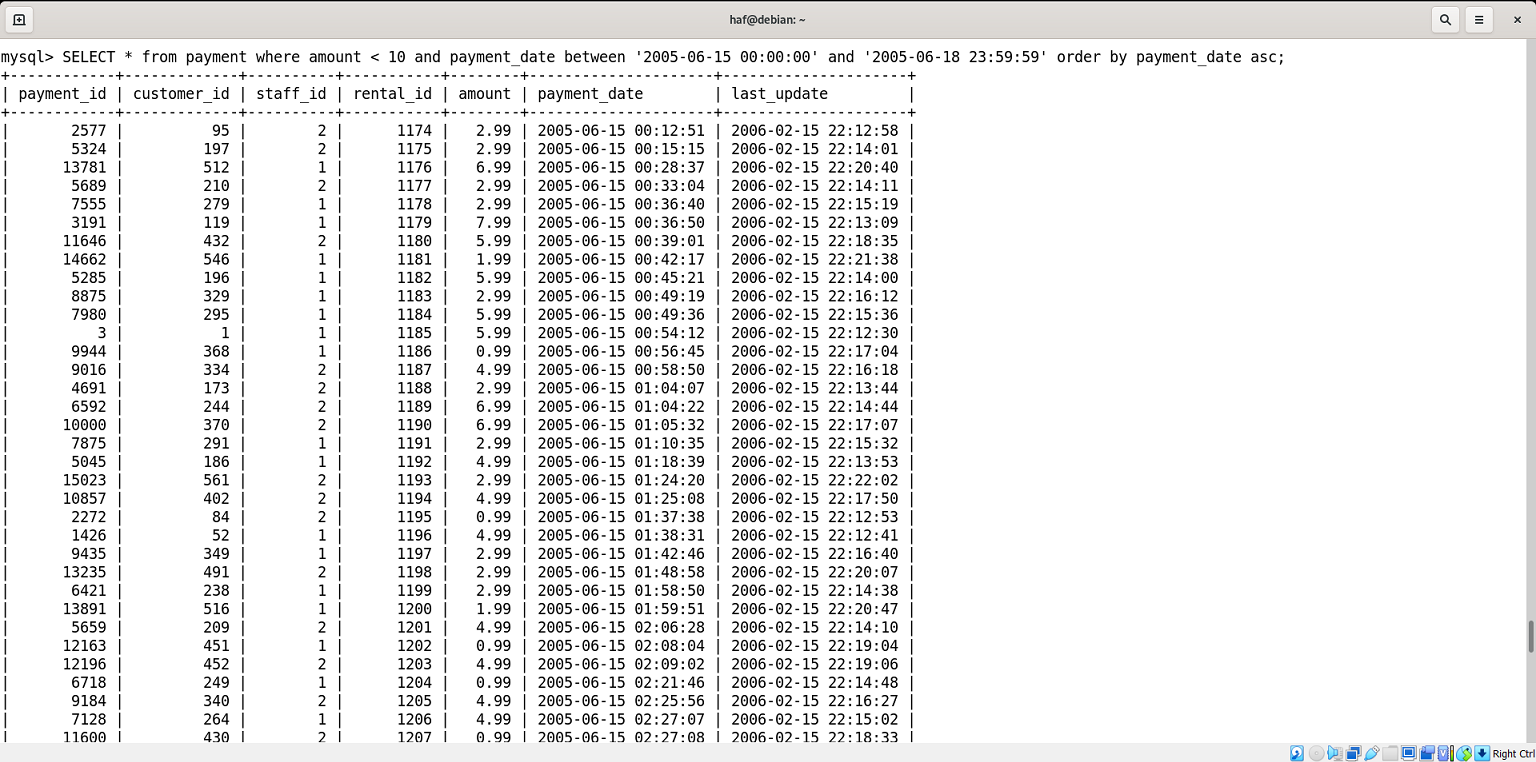 haf@debian: ~
mysql> SELECT * from payment where amount < 10 and payment_date between '2005-06-15 00:00:00' and '2005-06-18 23:59:59' order by payment_date asc;
+------------+-------------+----------+-----------+--------+---------------------+---------------------+
| payment_id | customer_id | staff_id | rental_id | amount | payment_date        | last_update         |
+------------+-------------+----------+-----------+--------+---------------------+---------------------+
|       2577 |          95 |        2 |      1174 |   2.99 | 2005-06-15 00:12:51 | 2006-02-15 22:12:58 |
|       5324 |         197 |        2 |      1175 |   2.99 | 2005-06-15 00:15:15 | 2006-02-15 22:14:01 |
|      13781 |         512 |        1 |      1176 |   6.99 | 2005-06-15 00:28:37 | 2006-02-15 22:20:40 |
|       5689 |         210 |        2 |      1177 |   2.99 | 2005-06-15 00:33:04 | 2006-02-15 22:14:11 |
|       7555 |         279 |        1 |      1178 |   2.99 | 2005-06-15 00:36:40 | 2006-02-15 22:15:19 |
|       3191 |         119 |        1 |      1179 |   7.99 | 2005-06-15 00:36:50 | 2006-02-15 22:13:09 |
|      11646 |         432 |        2 |      1180 |   5.99 | 2005-06-15 00:39:01 | 2006-02-15 22:18:35 |
|      14662 |         546 |        1 |      1181 |   1.99 | 2005-06-15 00:42:17 | 2006-02-15 22:21:38 |
|       5285 |         196 |        1 |      1182 |   5.99 | 2005-06-15 00:45:21 | 2006-02-15 22:14:00 |
|       8875 |         329 |        1 |      1183 |   2.99 | 2005-06-15 00:49:19 | 2006-02-15 22:16:12 |
|       7980 |         295 |        1 |      1184 |   5.99 | 2005-06-15 00:49:36 | 2006-02-15 22:15:36 |
|          3 |           1 |        1 |      1185 |   5.99 | 2005-06-15 00:54:12 | 2006-02-15 22:12:30 |
|       9944 |         368 |        1 |      1186 |   0.99 | 2005-06-15 00:56:45 | 2006-02-15 22:17:04 |
|       9016 |         334 |        2 |      1187 |   4.99 | 2005-06-15 00:58:50 | 2006-02-15 22:16:18 |
|       4691 |         173 |        2 |      1188 |   2.99 | 2005-06-15 01:04:07 | 2006-02-15 22:13:44 |
|       6592 |         244 |        2 |      1189 |   6.99 | 2005-06-15 01:04:22 | 2006-02-15 22:14:44 |
|      10000 |         370 |        2 |      1190 |   6.99 | 2005-06-15 01:05:32 | 2006-02-15 22:17:07 |
|       7875 |         291 |        1 |      1191 |   2.99 | 2005-06-15 01:10:35 | 2006-02-15 22:15:32 |
|       5045 |         186 |        1 |      1192 |   4.99 | 2005-06-15 01:18:39 | 2006-02-15 22:13:53 |
|      15023 |         561 |        2 |      1193 |   2.99 | 2005-06-15 01:24:20 | 2006-02-15 22:22:02 |
|      10857 |         402 |        2 |      1194 |   4.99 | 2005-06-15 01:25:08 | 2006-02-15 22:17:50 |
|       2272 |          84 |        2 |      1195 |   0.99 | 2005-06-15 01:37:38 | 2006-02-15 22:12:53 |
|       1426 |          52 |        1 |      1196 |   4.99 | 2005-06-15 01:38:31 | 2006-02-15 22:12:41 |
|       9435 |         349 |        1 |      1197 |   2.99 | 2005-06-15 01:42:46 | 2006-02-15 22:16:40 |
|      13235 |         491 |        2 |      1198 |   2.99 | 2005-06-15 01:48:58 | 2006-02-15 22:20:07 |
|       6421 |         238 |        1 |      1199 |   2.99 | 2005-06-15 01:58:50 | 2006-02-15 22:14:38 |
|      13891 |         516 |        1 |      1200 |   1.99 | 2005-06-15 01:59:51 | 2006-02-15 22:20:47 |
|       5659 |         209 |        2 |      1201 |   4.99 | 2005-06-15 02:06:28 | 2006-02-15 22:14:10 |
|      12163 |         451 |        1 |      1202 |   0.99 | 2005-06-15 02:08:04 | 2006-02-15 22:19:04 |
|      12196 |         452 |        2 |      1203 |   4.99 | 2005-06-15 02:09:02 | 2006-02-15 22:19:06 |
|       6718 |         249 |        1 |      1204 |   0.99 | 2005-06-15 02:21:46 | 2006-02-15 22:14:48 |
|       9184 |         340 |        2 |      1205 |   4.99 | 2005-06-15 02:25:56 | 2006-02-15 22:16:27 |
|       7128 |         264 |        1 |      1206 |   4.99 | 2005-06-15 02:27:07 | 2006-02-15 22:15:02 |
|      11600 |         430 |        2 |      1207 |   0.99 | 2005-06-15 02:27:08 | 2006-02-15 22:18:33 |
Right Ctrl